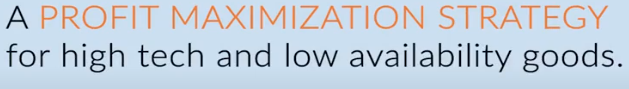 A PROFIT MAXIMIZATION STRATEGY
for high tech and low availability goods.